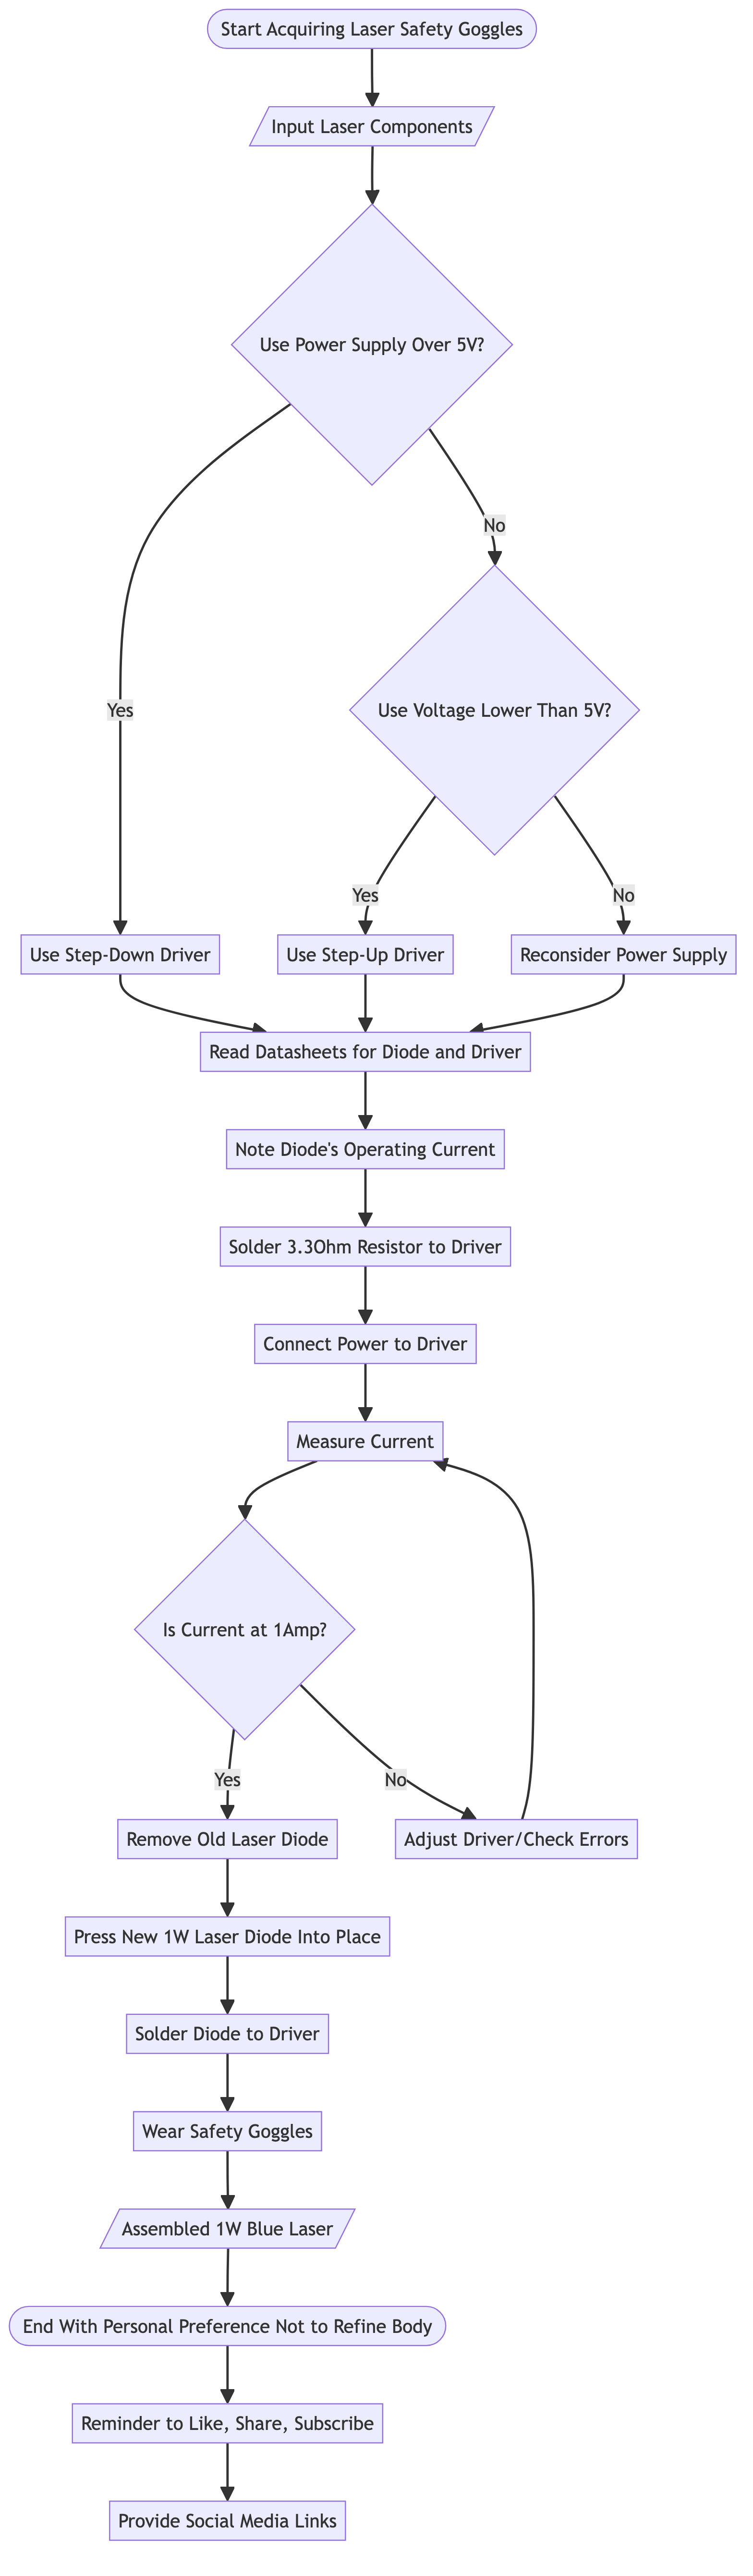 Start Acquiring Laser Safety Goggles
Input Laser Components
Use Power Supply Over 5V?
No
Yes
Use Voltage Lower Than 5V?
Yes
No
Use Step-Down Driver
Use Step-Up Driver
Reconsider Power Supply
Read Datasheets for Diode and Driver
Note Diode's Operating Current
Solder 3.3Ohm Resistor to Driver
Connect Power to Driver
Measure Current
Is Current at 1Amp?
Yes
No
Remove Old Laser Diode
Adjust Driver/Check Errors
Press New 1W Laser Diode Into Place
Solder Diode to Driver
Wear Safety Goggles
Assembled 1W Blue Laser
End With Personal Preference Not to Refine Body
Reminder to Like, Share, Subscribe
Provide Social Media Links